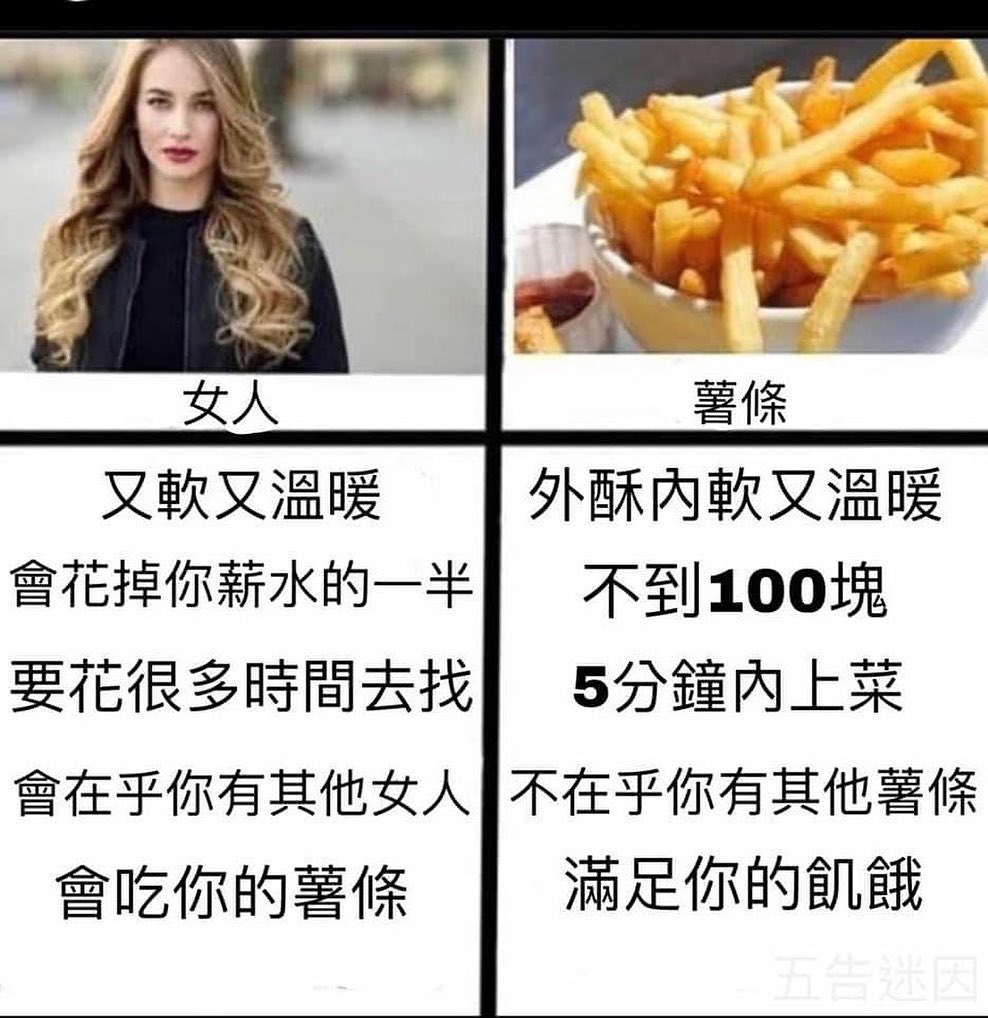 女人
又軟又溫暖
會花掉你薪水的一半
要花很多時間去找
會在乎你有其他女人
會吃你的薯條
薯條
外酥內軟又溫暖
不到100塊
5分鐘內上菜
不在乎你有其他薯條
滿足你的飢餓
五告迷因